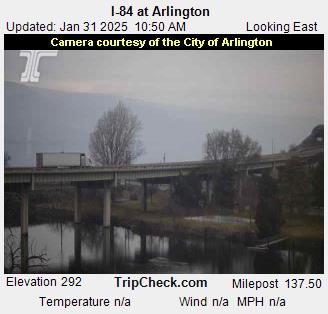 I-84 at Arlington
Updated: Jan 31 2025 10:50 AM Looking East
Camera courtesy of the City of Arlington
Elevation 292 TripCheck.com Milepost 137.50
Temperature n/a Wind n/a MPH n/a